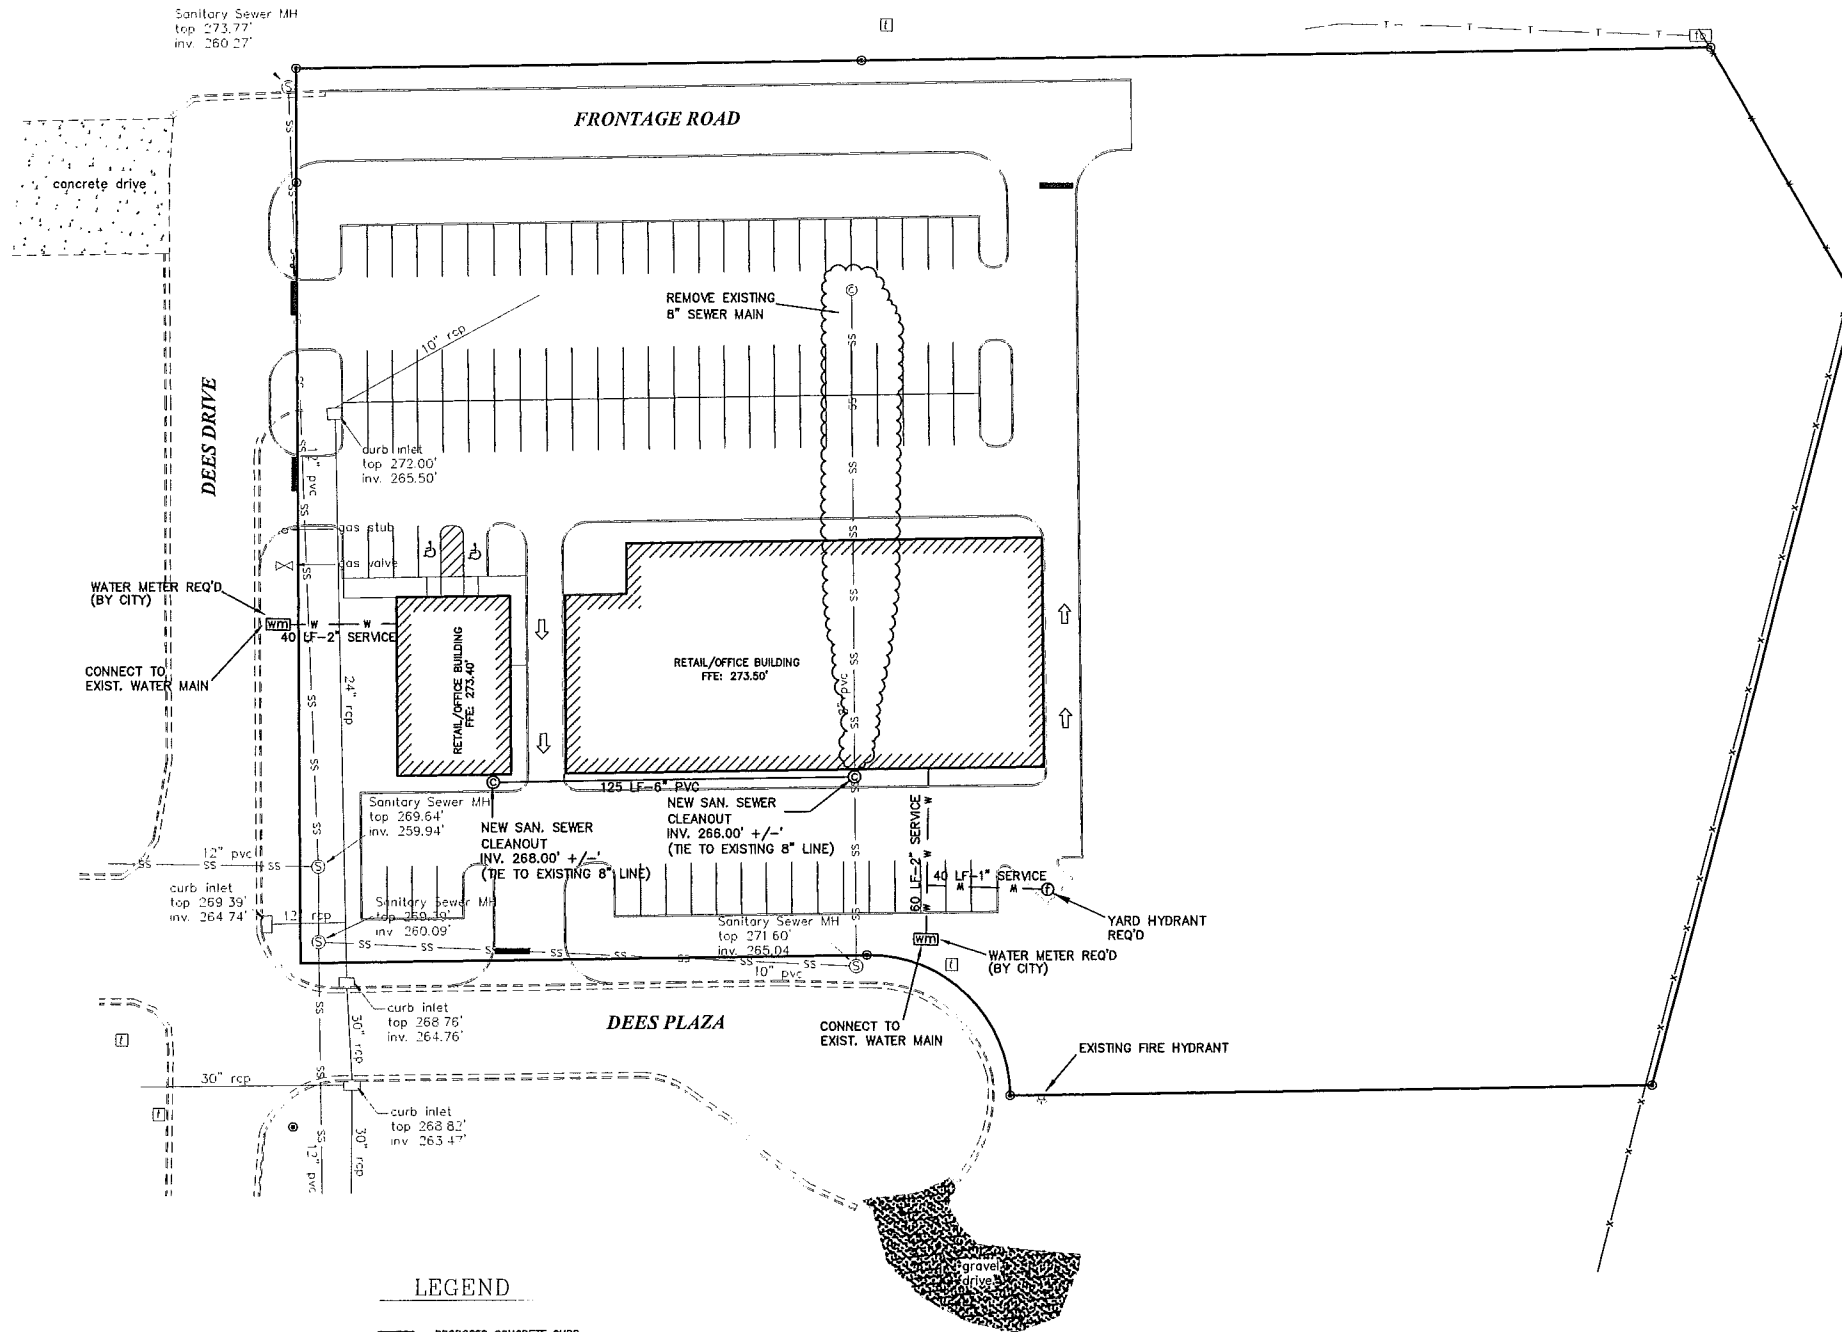 Sanitary Sewer MH
top 273.77'
inv. 260.27'
t
T T T T T
FRONTAGE ROAD
concrete drive
SS
REMOVE EXISTING
8" SEWER MAIN
10" rcp
DEES DRIVE
curb inlet
top 272.00'
inv. 265.50'
12" pvc
gas stub
gas valve
WATER METER REQ'D
(BY CITY)
wm
W W
40 LF-2" SERVICE
CONNECT TO
EXIST. WATER MAIN
24" rcp
RETAIL/OFFICE BUILDING
FFE: 273.40'
RETAIL/OFFICE BUILDING
FFE: 273.50'
8" pvc
125 LF-6" PVC
Sanitary Sewer MH
top 269.64'
inv. 259.94'
NEW SAN. SEWER
CLEANOUT
INV. 268.00' +/-'
(TIE TO EXISTING 8" LINE)
NEW SAN. SEWER
CLEANOUT
INV. 266.00' +/-'
(TIE TO EXISTING 8" LINE)
60 LF-2" SERVICE
40 LF-1" SERVICE
12" pvc
curb inlet
top 269.39'
inv. 264.74'
12" rcp
Sanitary Sewer MH
inv 260.09'
Sanitary Sewer MH
top 271.60'
inv. 265.04
10" pvc
YARD HYDRANT
REQ'D
wm
WATER METER REQ'D
(BY CITY)
t
curb inlet
top 268.76'
inv. 264.76'
30" rcp
DEES PLAZA
CONNECT TO
EXIST. WATER MAIN
EXISTING FIRE HYDRANT
t
30" rcp
t
curb inlet
top 268.82'
inv 263.47'
12" pvc
30" rcp
gravel
drive
LEGEND
PROPOSED CONCRETE CURB